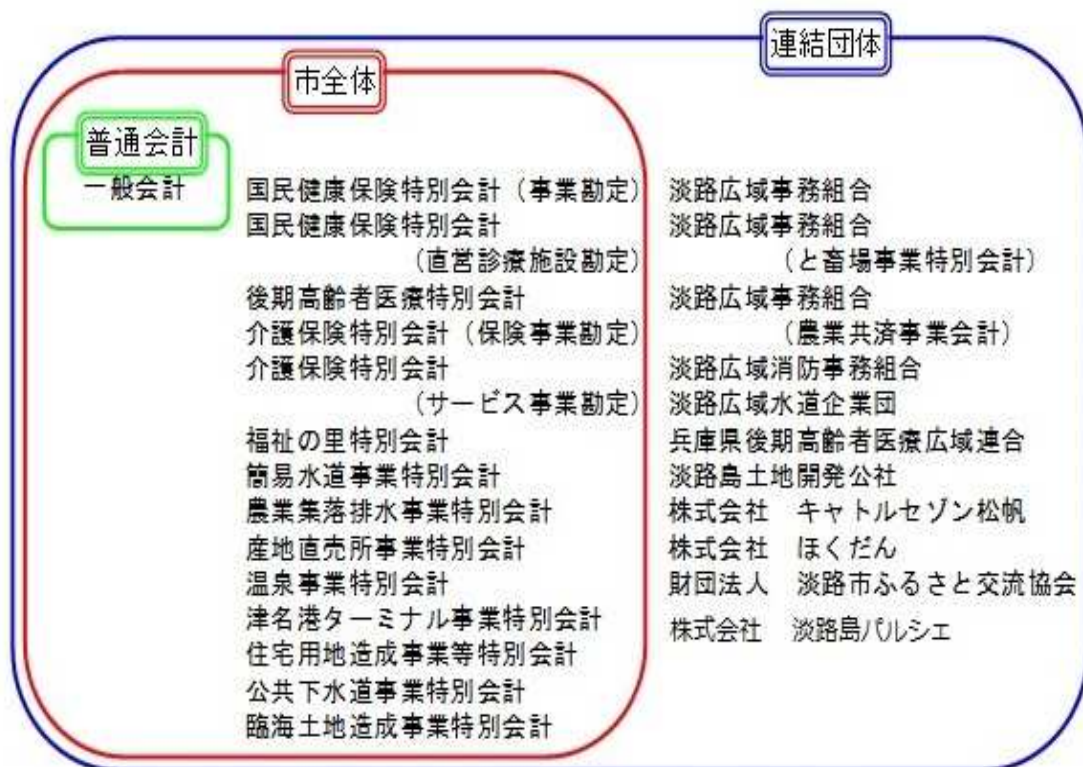 連結団体
市全体
普通会計
一般会計
国民健康保険特別会計（事業勘定）
国民健康保険特別会計
（直営診療施設勘定）
後期高齢者医療特別会計
介護保険特別会計（保険事業勘定）
介護保険特別会計
（サービス事業勘定）
福祉の里特別会計
簡易水道事業特別会計
農業集落排水事業特別会計
産地直売所事業特別会計
温泉事業特別会計
津名港ターミナル事業特別会計
住宅用地造成事業等特別会計
公共下水道事業特別会計
臨海土地造成事業特別会計
淡路広域事務組合
淡路広域事務組合
（と畜場事業特別会計）
淡路広域事務組合
（農業共済事業会計）
淡路広域消防事務組合
淡路広域水道企業団
兵庫県後期高齢者医療広域連合
淡路島土地開発公社
株式会社　キャトルセゾン松帆
株式会社　ほくだん
財団法人　淡路市ふるさと交流協会
株式会社　淡路島パルシェ